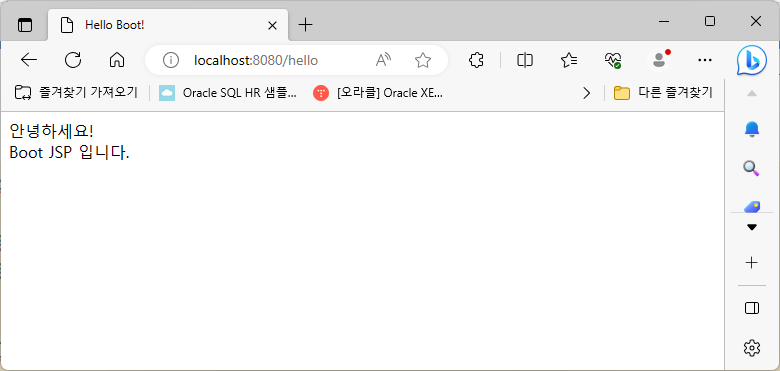 Hello Boot!
localhost:8080/hello
즐겨찾기 가져오기
Oracle SQL HR 샘플...
[오라클] Oracle XE...
다른 즐겨찾기
안녕하세요!
Boot JSP 입니다.